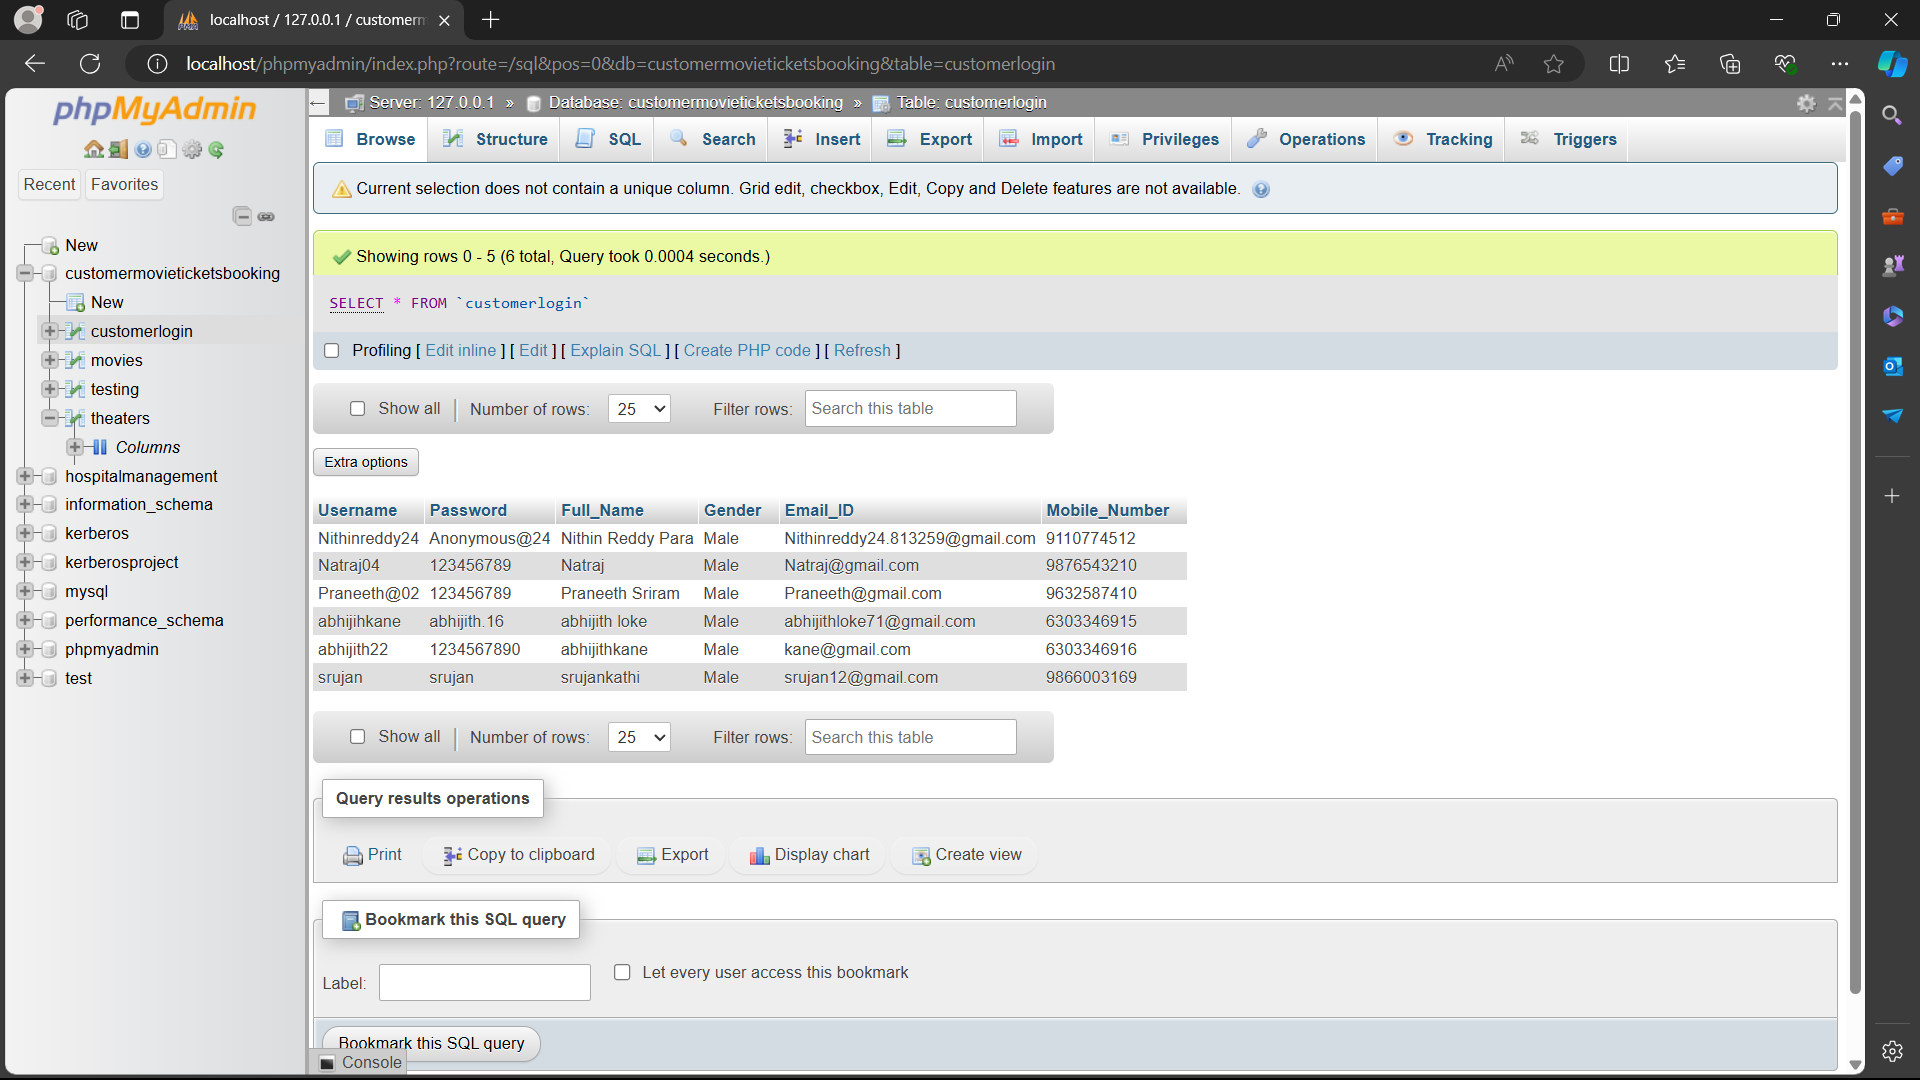 localhost / 127.0.0.1 / customerm
localhost/phpmyadmin/index.php?route=/sql&pos=0&db=customermovieticketsbooking&table=customerlogin
phpMyAdmin
Recent Favorites
New
customermovieticketsbooking
New
customerlogin
movies
testing
theaters
Columns
hospitalmanagement
information_schema
kerberos
kerberosproject
mysql
performance_schema
phpmyadmin
test
Server: 127.0.0.1 » Database: customermovieticketsbooking » Table: customerlogin
Browse Structure SQL Search Insert Export Import Privileges Operations Tracking Triggers
Current selection does not contain a unique column. Grid edit, checkbox, Edit, Copy and Delete features are not available.
Showing rows 0 - 5 (6 total, Query took 0.0004 seconds.)
SELECT * FROM `customerlogin`
Profiling [ Edit inline ] [ Edit ] [ Explain SQL ] [ Create PHP code ] [ Refresh ]
Show all Number of rows: 25 Filter rows: Search this table
Extra options
Username Password Full_Name Gender Email_ID Mobile_Number
Nithinreddy24 Anonymous@24 Nithin Reddy Para Male Nithinreddy24.813259@gmail.com 9110774512
Natraj04 123456789 Natraj Male Natraj@gmail.com 9876543210
Praneeth@02 123456789 Praneeth Sriram Male Praneeth@gmail.com 9632587410
abhijihkane abhijith.16 abhijith loke Male abhijithloke71@gmail.com 6303346915
abhijith22 1234567890 abhijithkane Male kane@gmail.com 6303346916
srujan srujan srujankathi Male srujan12@gmail.com 9866003169
Show all Number of rows: 25 Filter rows: Search this table
Query results operations
Print Copy to clipboard Export Display chart Create view
Bookmark this SQL query
Label: Let every user access this bookmark
Bookmark this SQL query
Console